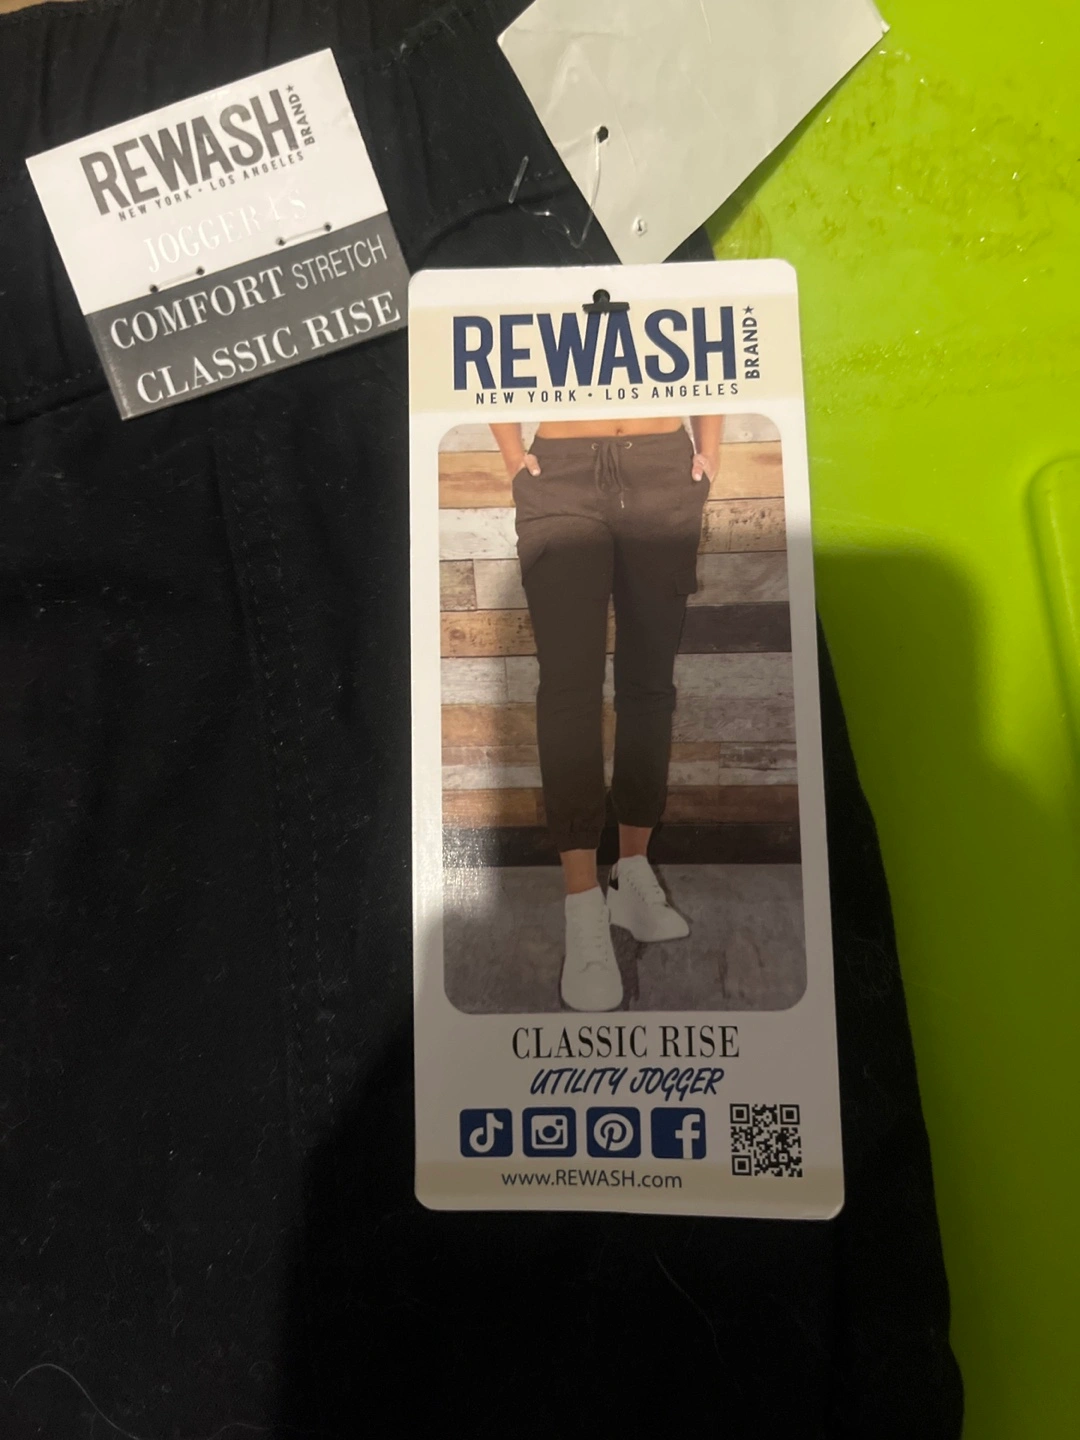 REWASH BRAND★
NEW YORK • LOS ANGELES
COMFORT STRETCH
CLASSIC RISE
REWASH BRAND★
NEW YORK • LOS ANGELES
CLASSIC RISE
UTILITY JOGGER
www.REWASH.com